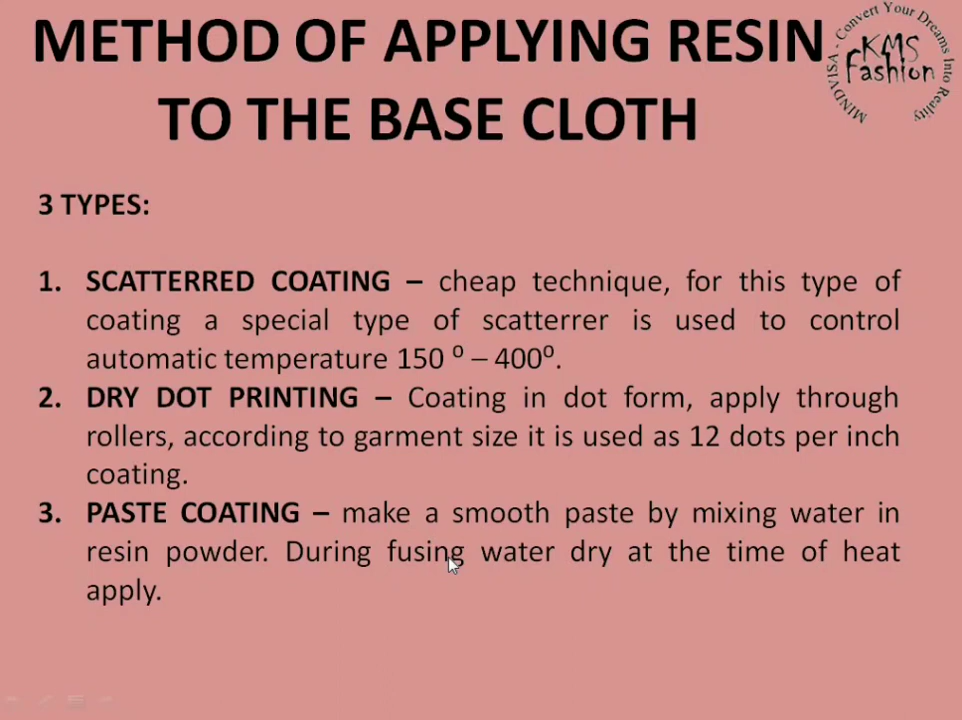 METHOD OF APPLYING RESIN
TO THE BASE CLOTH
MINDVISA - Convert Your Dreams Into Reality
KMS
Fashion
3 TYPES:
1. SCATTERRED COATING – cheap technique, for this type of
coating a special type of scatterrer is used to control
automatic temperature 150 ⁰ – 400⁰.
2. DRY DOT PRINTING – Coating in dot form, apply through
rollers, according to garment size it is used as 12 dots per inch
coating.
3. PASTE COATING – make a smooth paste by mixing water in
resin powder. During fusing water dry at the time of heat
apply.